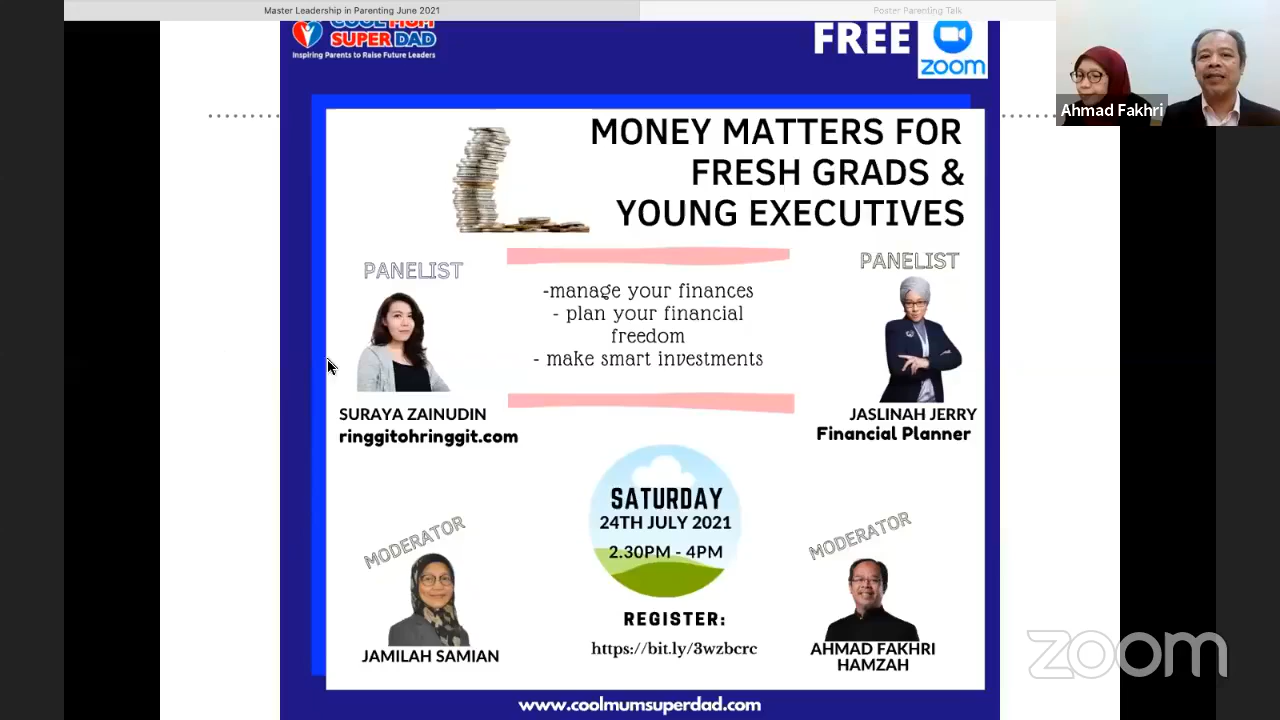 Master Leadership in Parenting June 2021
Poster Parenting Talk
COOL MUM
SUPER DAD
Inspiring Parents to Raise Future Leaders
FREE
zoom
Ahmad Fakhri
MONEY MATTERS FOR
FRESH GRADS &
YOUNG EXECUTIVES
PANELIST
PANELIST
-manage your finances
- plan your financial
freedom
- make smart investments
SURAYA ZAINUDIN
ringgitohringgit.com
JASLINAH JERRY
Financial Planner
SATURDAY
24TH JULY 2021
2.30PM - 4PM
MODERATOR
MODERATOR
REGISTER:
https://bit.ly/3wzbcrc
JAMILAH SAMIAN
AHMAD FAKHRI
HAMZAH
zoom
www.coolmumsuperdad.com